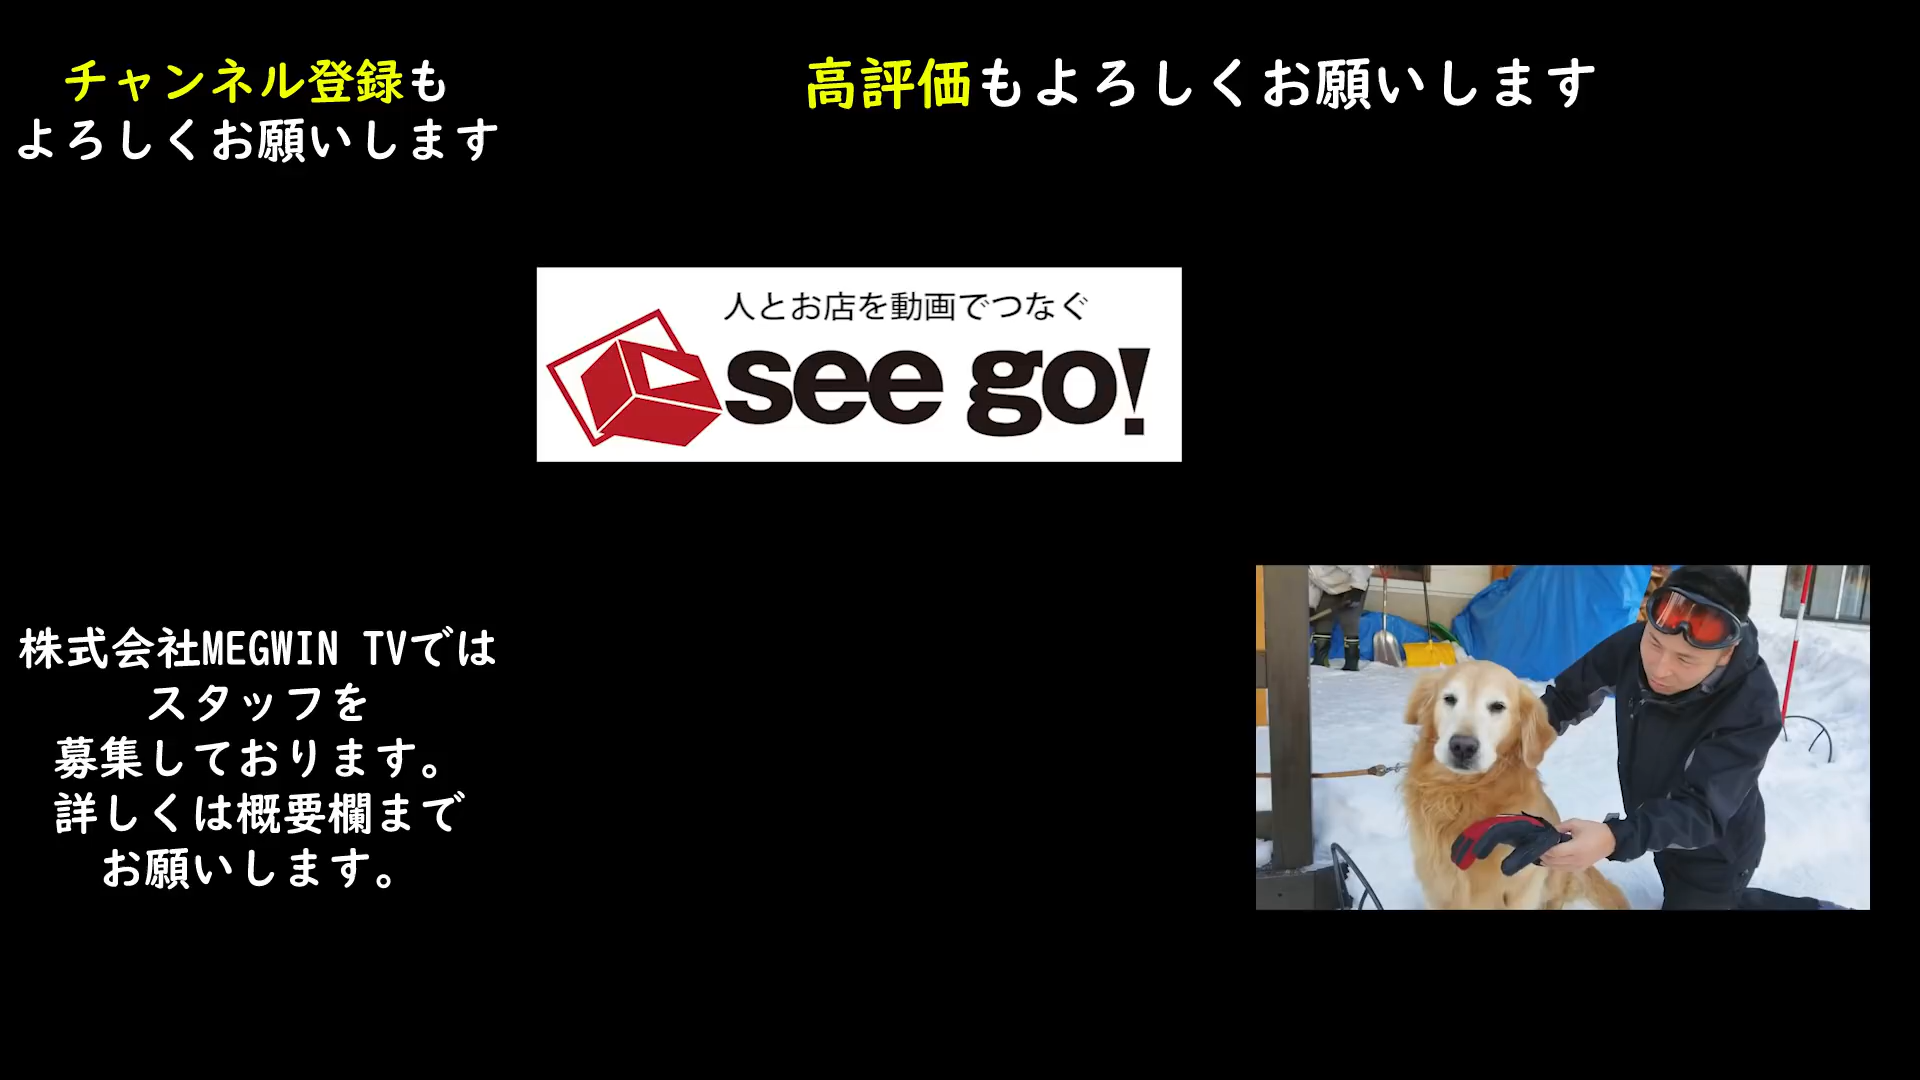 チャンネル登録も
よろしくお願いします
高評価もよろしくお願いします
人とお店を動画でつなぐ
see go!
株式会社MEGWIN TVでは
スタッフを
募集しております。
詳しくは概要欄まで
お願いします。